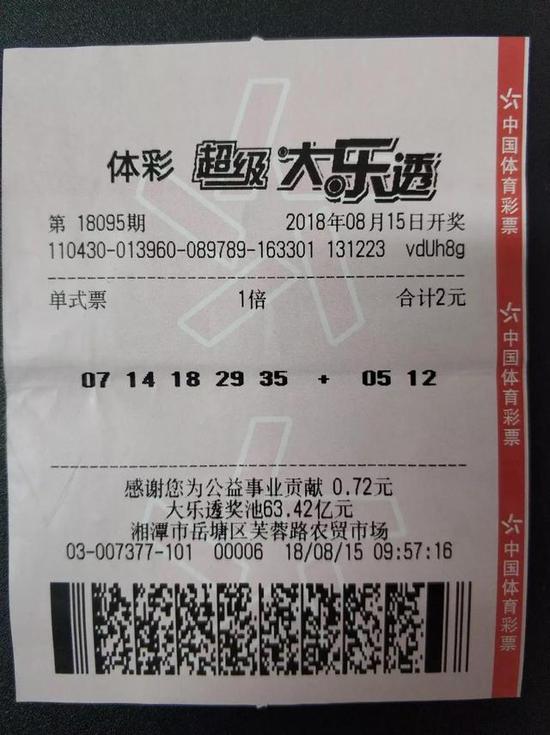 体彩 超级大乐透
第 18095期 2018年08月15日开奖
110430-013960-089789-163301 131223 vdUh8g
单式票 1倍 合计2元
07 14 18 29 35 + 05 12
感谢您为公益事业贡献 0.72元
大乐透奖池63.42亿元
湘潭市岳塘区芙蓉路农贸市场
03-007377-101 00006 18/08/15 09:57:16
中国体育彩票
中国体育彩票
中国体育彩票